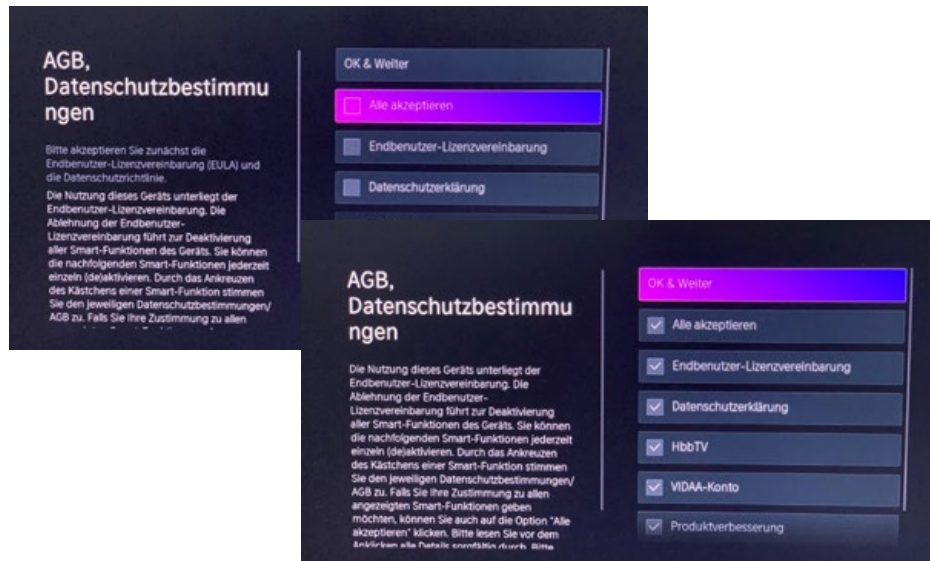 AGB,
Datenschutzbestimmu
ngen
Bitte akzeptieren Sie zunächst die
Endbenutzer-Lizenzvereinbarung (EULA) und
die Datenschutzrichtlinie.
Die Nutzung dieses Geräts unterliegt der
Endbenutzer-Lizenzvereinbarung. Die
Ablehnung der Endbenutzer-
Lizenzvereinbarung führt zur Deaktivierung
aller Smart-Funktionen des Geräts. Sie können
die nachfolgenden Smart-Funktionen jederzeit
einzeln (de)aktivieren. Durch das Ankreuzen
des Kästchens einer Smart-Funktion stimmen
Sie den jeweiligen Datenschutzbestimmungen/
AGB zu. Falls Sie Ihre Zustimmung zu allen
OK & Weiter
Alle akzeptieren
Endbenutzer-Lizenzvereinbarung
Datenschutzerklärung
AGB,
Datenschutzbestimmu
ngen
Die Nutzung dieses Geräts unterliegt der
Endbenutzer-Lizenzvereinbarung. Die
Ablehnung der Endbenutzer-
Lizenzvereinbarung führt zur Deaktivierung
aller Smart-Funktionen des Geräts. Sie können
die nachfolgenden Smart-Funktionen jederzeit
einzeln (de)aktivieren. Durch das Ankreuzen
des Kästchens einer Smart-Funktion stimmen
Sie den jeweiligen Datenschutzbestimmungen/
AGB zu. Falls Sie Ihre Zustimmung zu allen
angezeigten Smart-Funktionen geben
möchten, können Sie auch auf die Option "Alle
akzeptieren" klicken. Bitte lesen Sie vor dem
Anklicken alle Details sorgfältig durch. Bitte
OK & Weiter
Alle akzeptieren
Endbenutzer-Lizenzvereinbarung
Datenschutzerklärung
HbbTV
VIDAA-Konto
Produktverbesserung